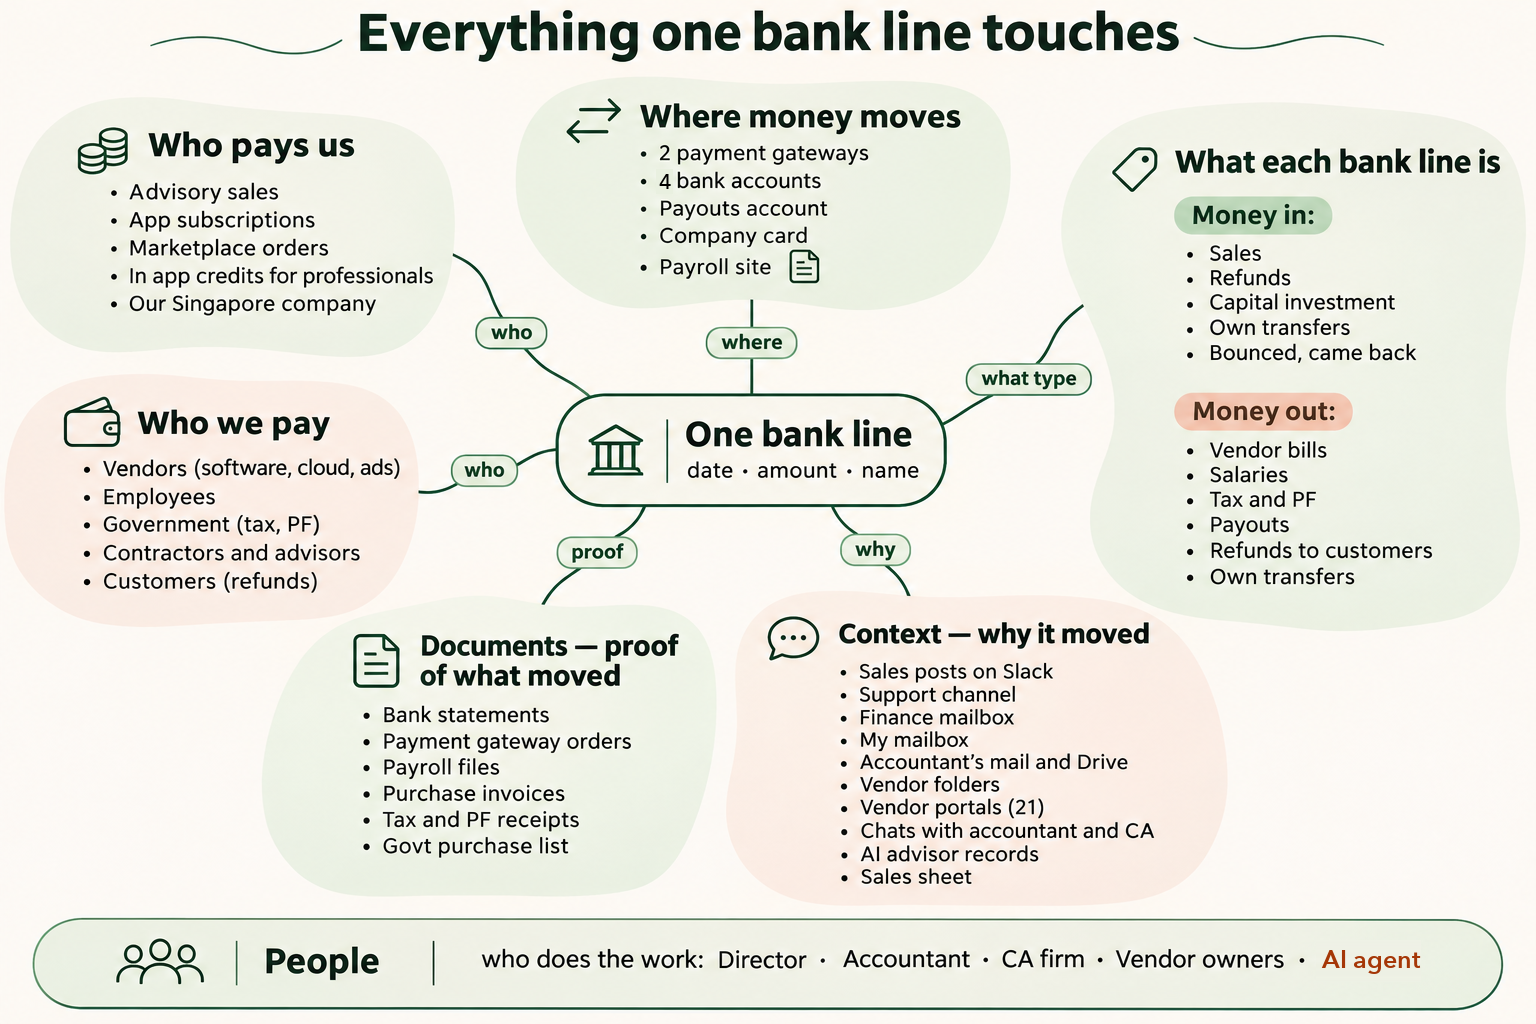 Everything one bank line touches
Who pays us
• Advisory sales
• App subscriptions
• Marketplace orders
• In app credits for professionals
• Our Singapore company
Where money moves
• 2 payment gateways
• 4 bank accounts
• Payouts account
• Company card
• Payroll site
What each bank line is
Money in:
• Sales
• Refunds
• Capital investment
• Own transfers
• Bounced, came back
Money out:
• Vendor bills
• Salaries
• Tax and PF
• Payouts
• Refunds to customers
• Own transfers
who
where
what type
Who we pay
• Vendors (software, cloud, ads)
• Employees
• Government (tax, PF)
• Contractors and advisors
• Customers (refunds)
who
One bank line
date · amount · name
proof
why
Documents — proof
of what moved
• Bank statements
• Payment gateway orders
• Payroll files
• Purchase invoices
• Tax and PF receipts
• Govt purchase list
Context — why it moved
• Sales posts on Slack
• Support channel
• Finance mailbox
• My mailbox
• Accountant's mail and Drive
• Vendor folders
• Vendor portals (21)
• Chats with accountant and CA
• AI advisor records
• Sales sheet
People
who does the work: Director · Accountant · CA firm · Vendor owners · AI agent